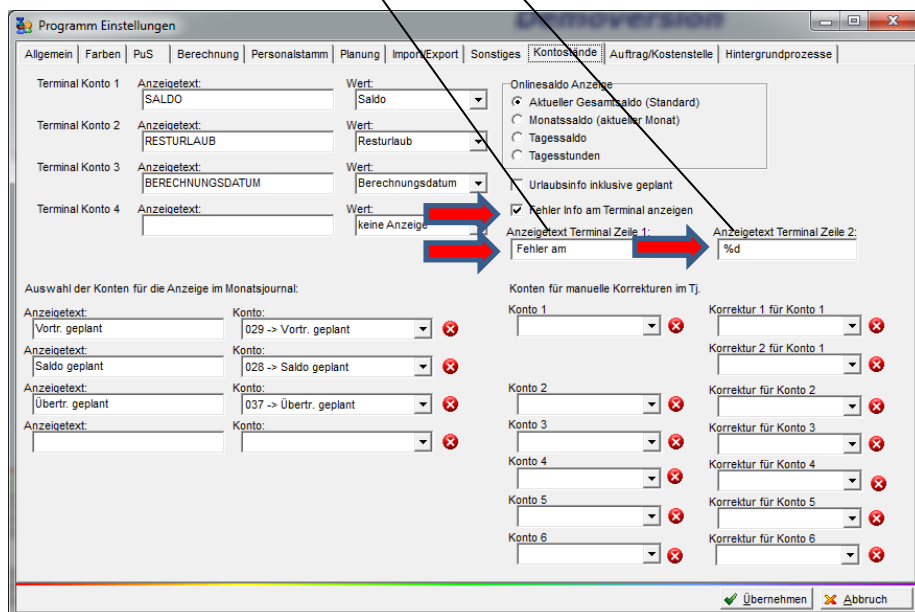 Demoversion
Programm Einstellungen
Allgemein Farben PuS Berechnung Personalstamm Planung Import/Export Sonstiges Kontostände Auftrag/Kostenstelle Hintergrundprozesse
Terminal Konto 1 Anzeigetext: Wert:
SALDO Saldo
Terminal Konto 2 Anzeigetext: Wert:
RESTURLAUB Resturlaub
Terminal Konto 3 Anzeigetext: Wert:
BERECHNUNGSDATUM Berechnungsdatum
Terminal Konto 4 Anzeigetext: Wert:
keine Anzeige
Onlinesaldo Anzeige
Aktueller Gesamtsaldo (Standard)
Monatssaldo (aktueller Monat)
Tagessaldo
Tagesstunden
Urlaubsinfo inklusive geplant
Fehler Info am Terminal anzeigen
Anzeigetext Terminal Zeile 1: Anzeigetext Terminal Zeile 2:
Fehler am %d
Auswahl der Konten für die Anzeige im Monatsjournal:
Anzeigetext: Konto:
Vortr. geplant 029 -> Vortr. geplant
Anzeigetext: Konto:
Saldo geplant 028 -> Saldo geplant
Anzeigetext: Konto:
Übertr. geplant 037 -> Übertr. geplant
Anzeigetext: Konto:
Konten für manuelle Korrekturen im Tj.
Konto 1 Korrektur 1 für Konto 1
Korrektur 2 für Konto 1
Konto 2 Korrektur für Konto 2
Konto 3 Korrektur für Konto 3
Konto 4 Korrektur für Konto 4
Konto 5 Korrektur für Konto 5
Konto 6 Korrektur für Konto 6
Übernehmen Abbruch